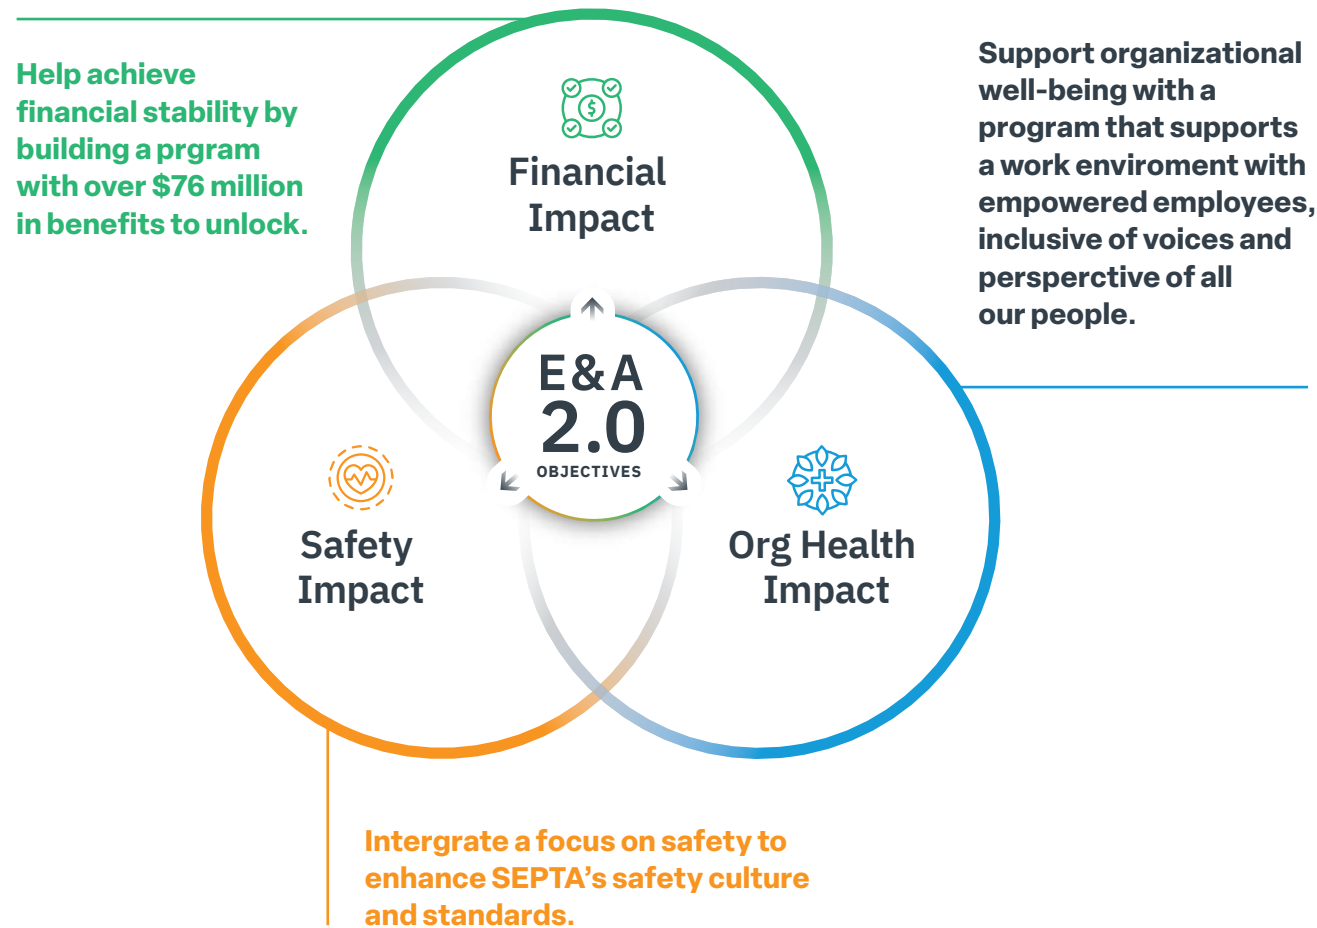 Help achieve
financial stability by
building a prgram
with over $76 million
in benefits to unlock.
Financial
Impact
Support organizational
well-being with a
program that supports
a work enviroment with
empowered employees,
inclusive of voices and
persperctive of all
our people.
E&A
2.0
OBJECTIVES
Safety
Impact
Org Health
Impact
Intergrate a focus on safety to
enhance SEPTA’s safety culture
and standards.